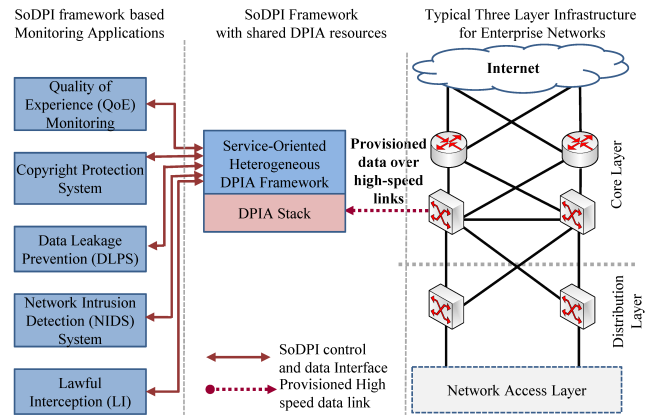 SoDPI framework based
Monitoring Applications
SoDPI Framework
with shared DPIA resources
Typical Three Layer Infrastructure
for Enterprise Networks
Quality of
Experience (QoE)
Monitoring
Copyright Protection
System
Data Leakage
Prevention (DLPS)
Network Intrusion
Detection (NIDS)
System
Lawful
Interception (LI)
Service-Oriented
Heterogeneous
DPIA Framework
DPIA Stack
Provisioned
data over
high-speed
links
Internet
Core Layer
Distribution
Layer
Network Access Layer
SoDPI control
and data Interface
Provisioned High
speed data link